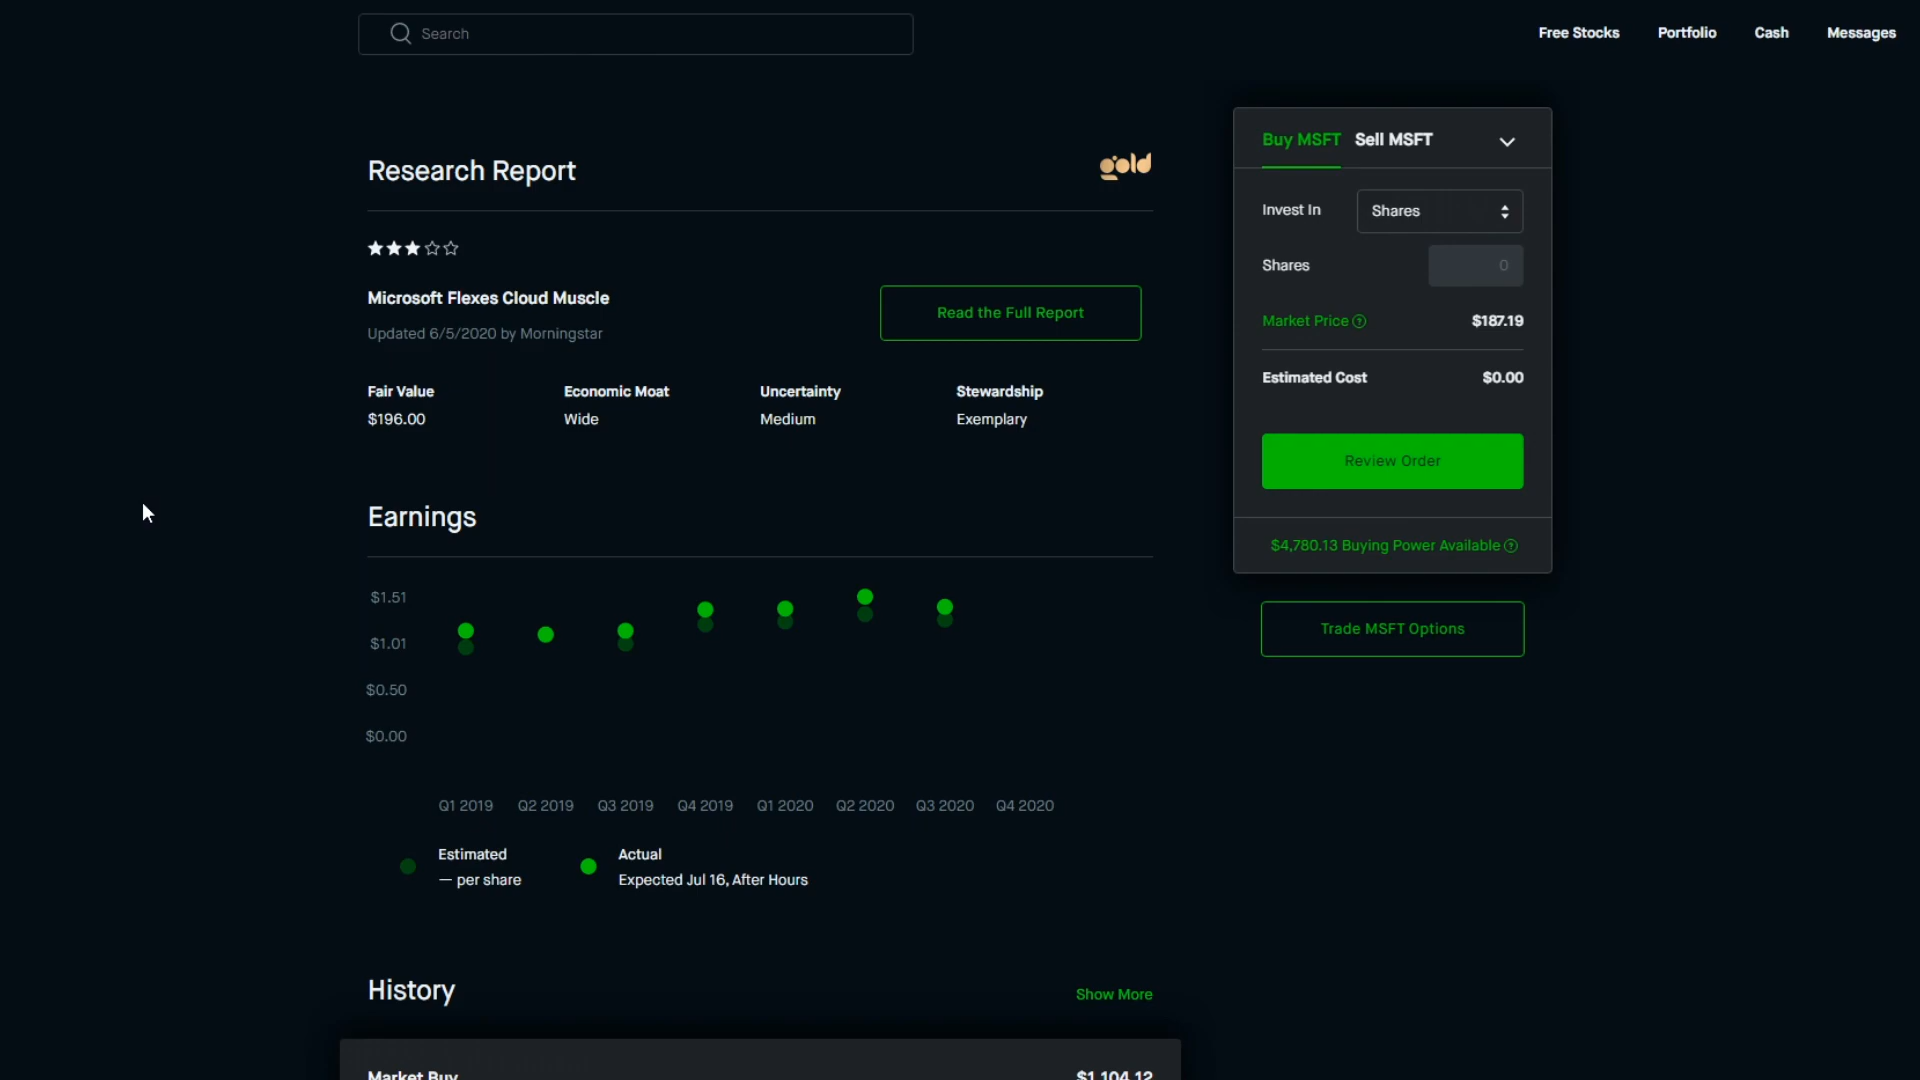 Search
Free Stocks Portfolio Cash Messages
Research Report
gold
Microsoft Flexes Cloud Muscle
Updated 6/5/2020 by Morningstar
Read the Full Report
Fair Value Economic Moat Uncertainty Stewardship
$196.00 Wide Medium Exemplary
Buy MSFT Sell MSFT
Invest In Shares
Shares 0
Market Price $187.19
Estimated Cost $0.00
Review Order
$4,780.13 Buying Power Available
Trade MSFT Options
Earnings
$1.51
$1.01
$0.50
$0.00
Q1 2019 Q2 2019 Q3 2019 Q4 2019 Q1 2020 Q2 2020 Q3 2020 Q4 2020
Estimated Actual
— per share Expected Jul 16, After Hours
History Show More
Market Buy $1,104.12